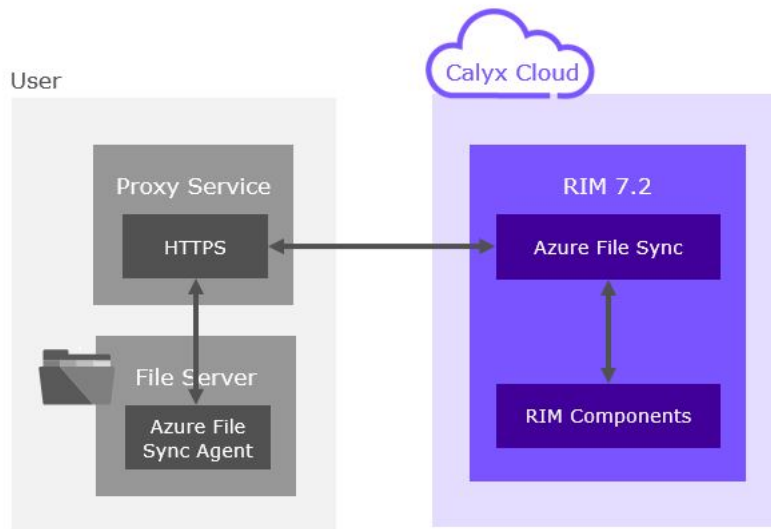 User
Proxy Service
HTTPS
File Server
Azure File
Sync Agent
Calyx Cloud
RIM 7.2
Azure File Sync
RIM Components